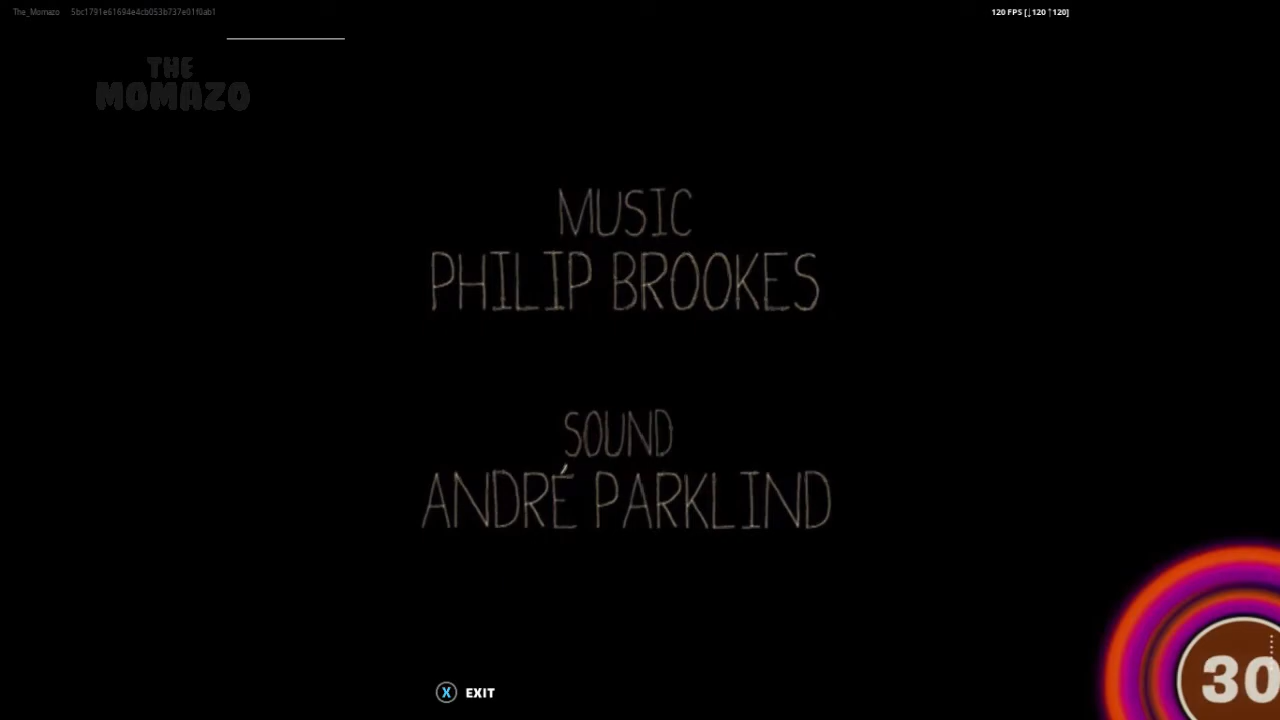 The_Momazo 5bc1791e61694e4cb053b737e01f0ab1
120 FPS [↓120 ↑120]
THE
MOMAZO
MUSIC
PHILIP BROOKES
SOUND
ANDRÉ PARKLIND
X EXIT
30